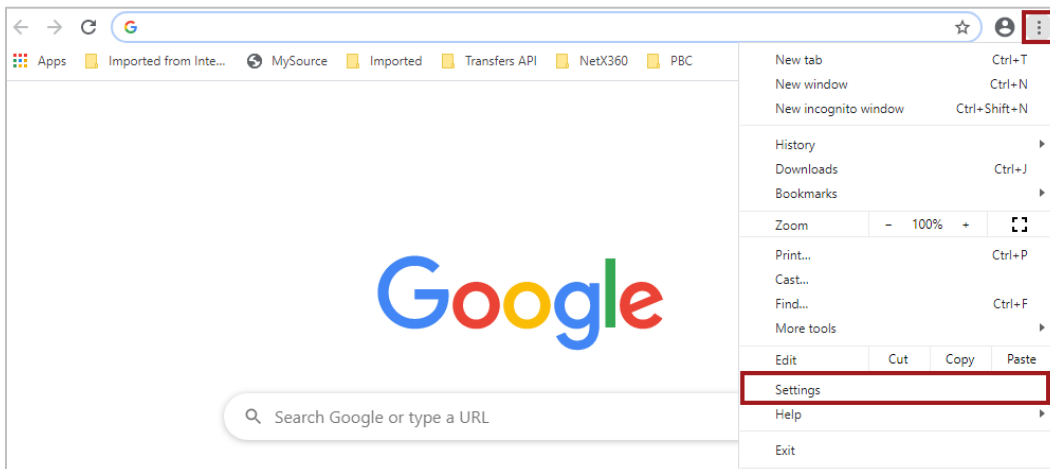 G
Apps Imported from Inte... MySource Imported Transfers API NetX360 PBC
New tab Ctrl+T
New window Ctrl+N
New incognito window Ctrl+Shift+N
History
Downloads Ctrl+J
Bookmarks
Zoom - 100% +
Print... Ctrl+P
Cast...
Find... Ctrl+F
More tools
Edit Cut Copy Paste
Settings
Help
Exit
Google
Search Google or type a URL